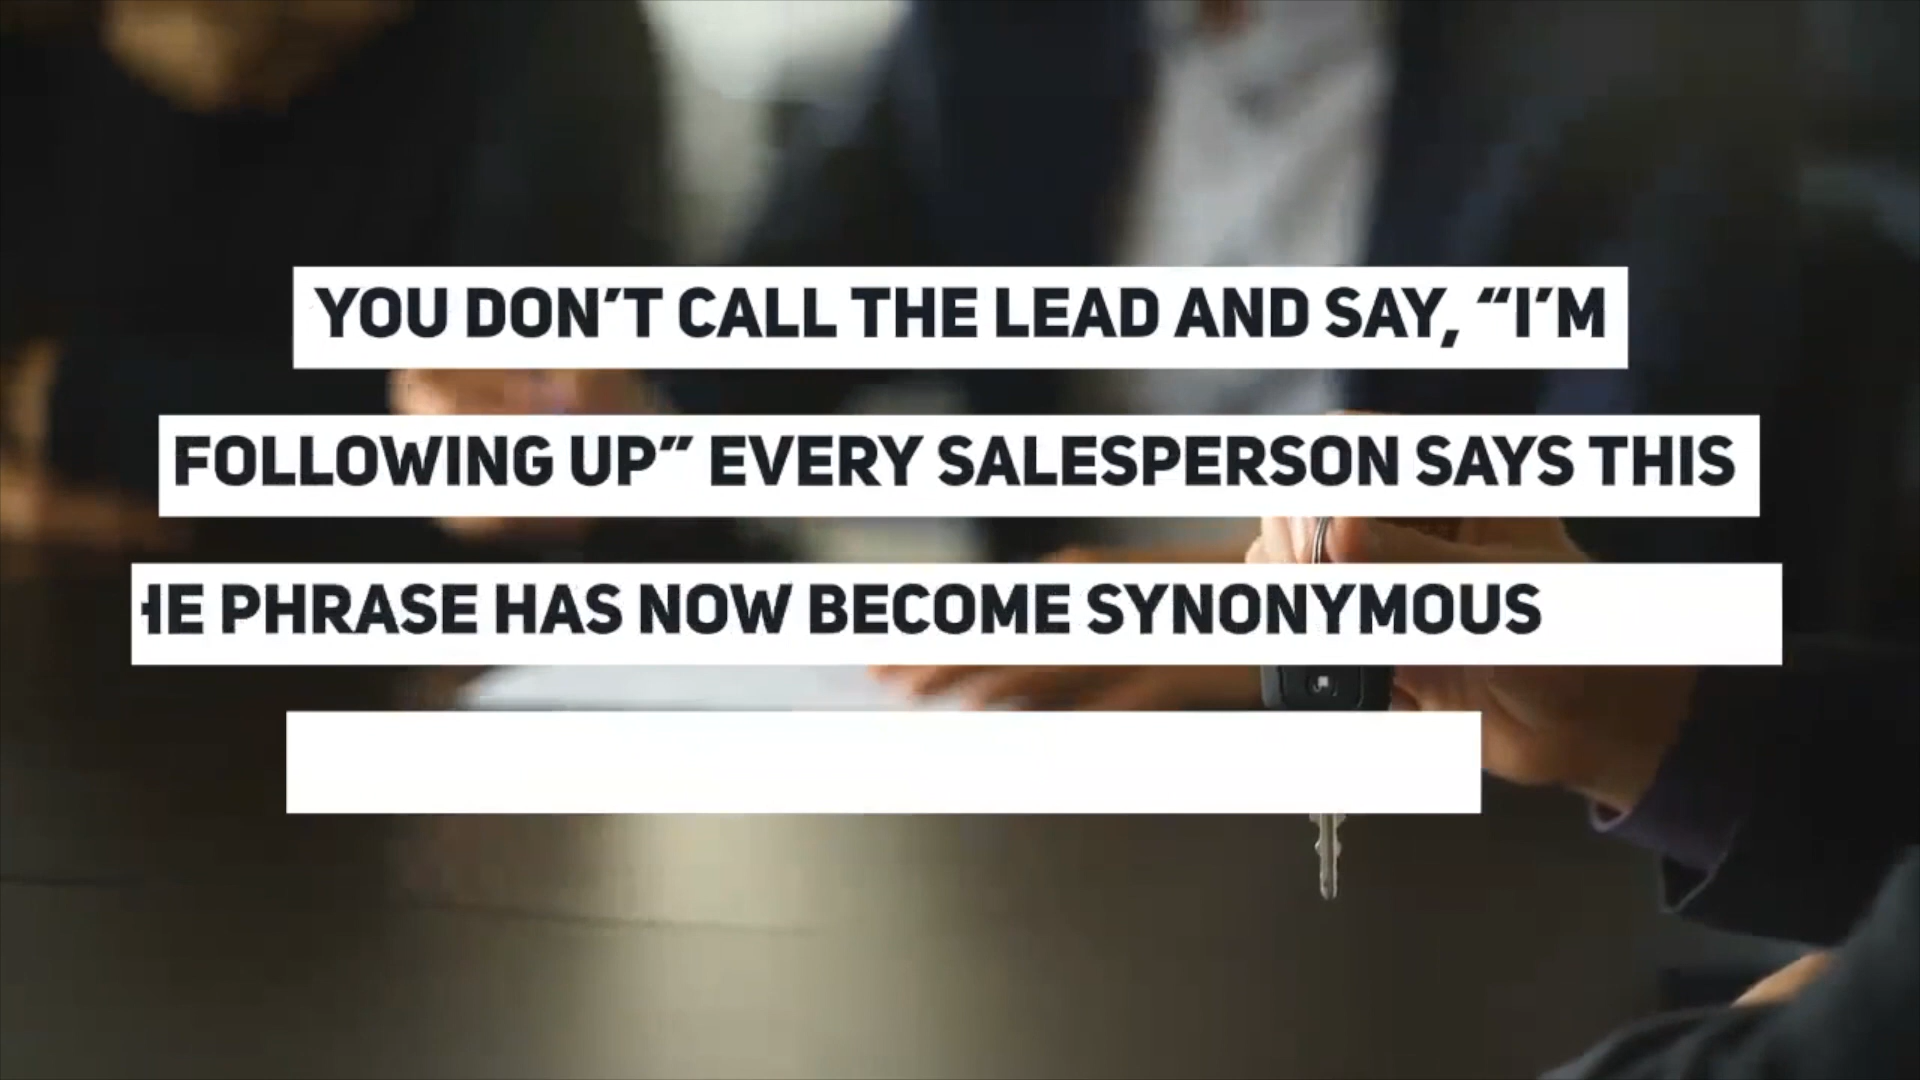 YOU DON'T CALL THE LEAD AND SAY, “I'M
FOLLOWING UP” EVERY SALESPERSON SAYS THIS
PHRASE HAS NOW BECOME SYNONYMOUS